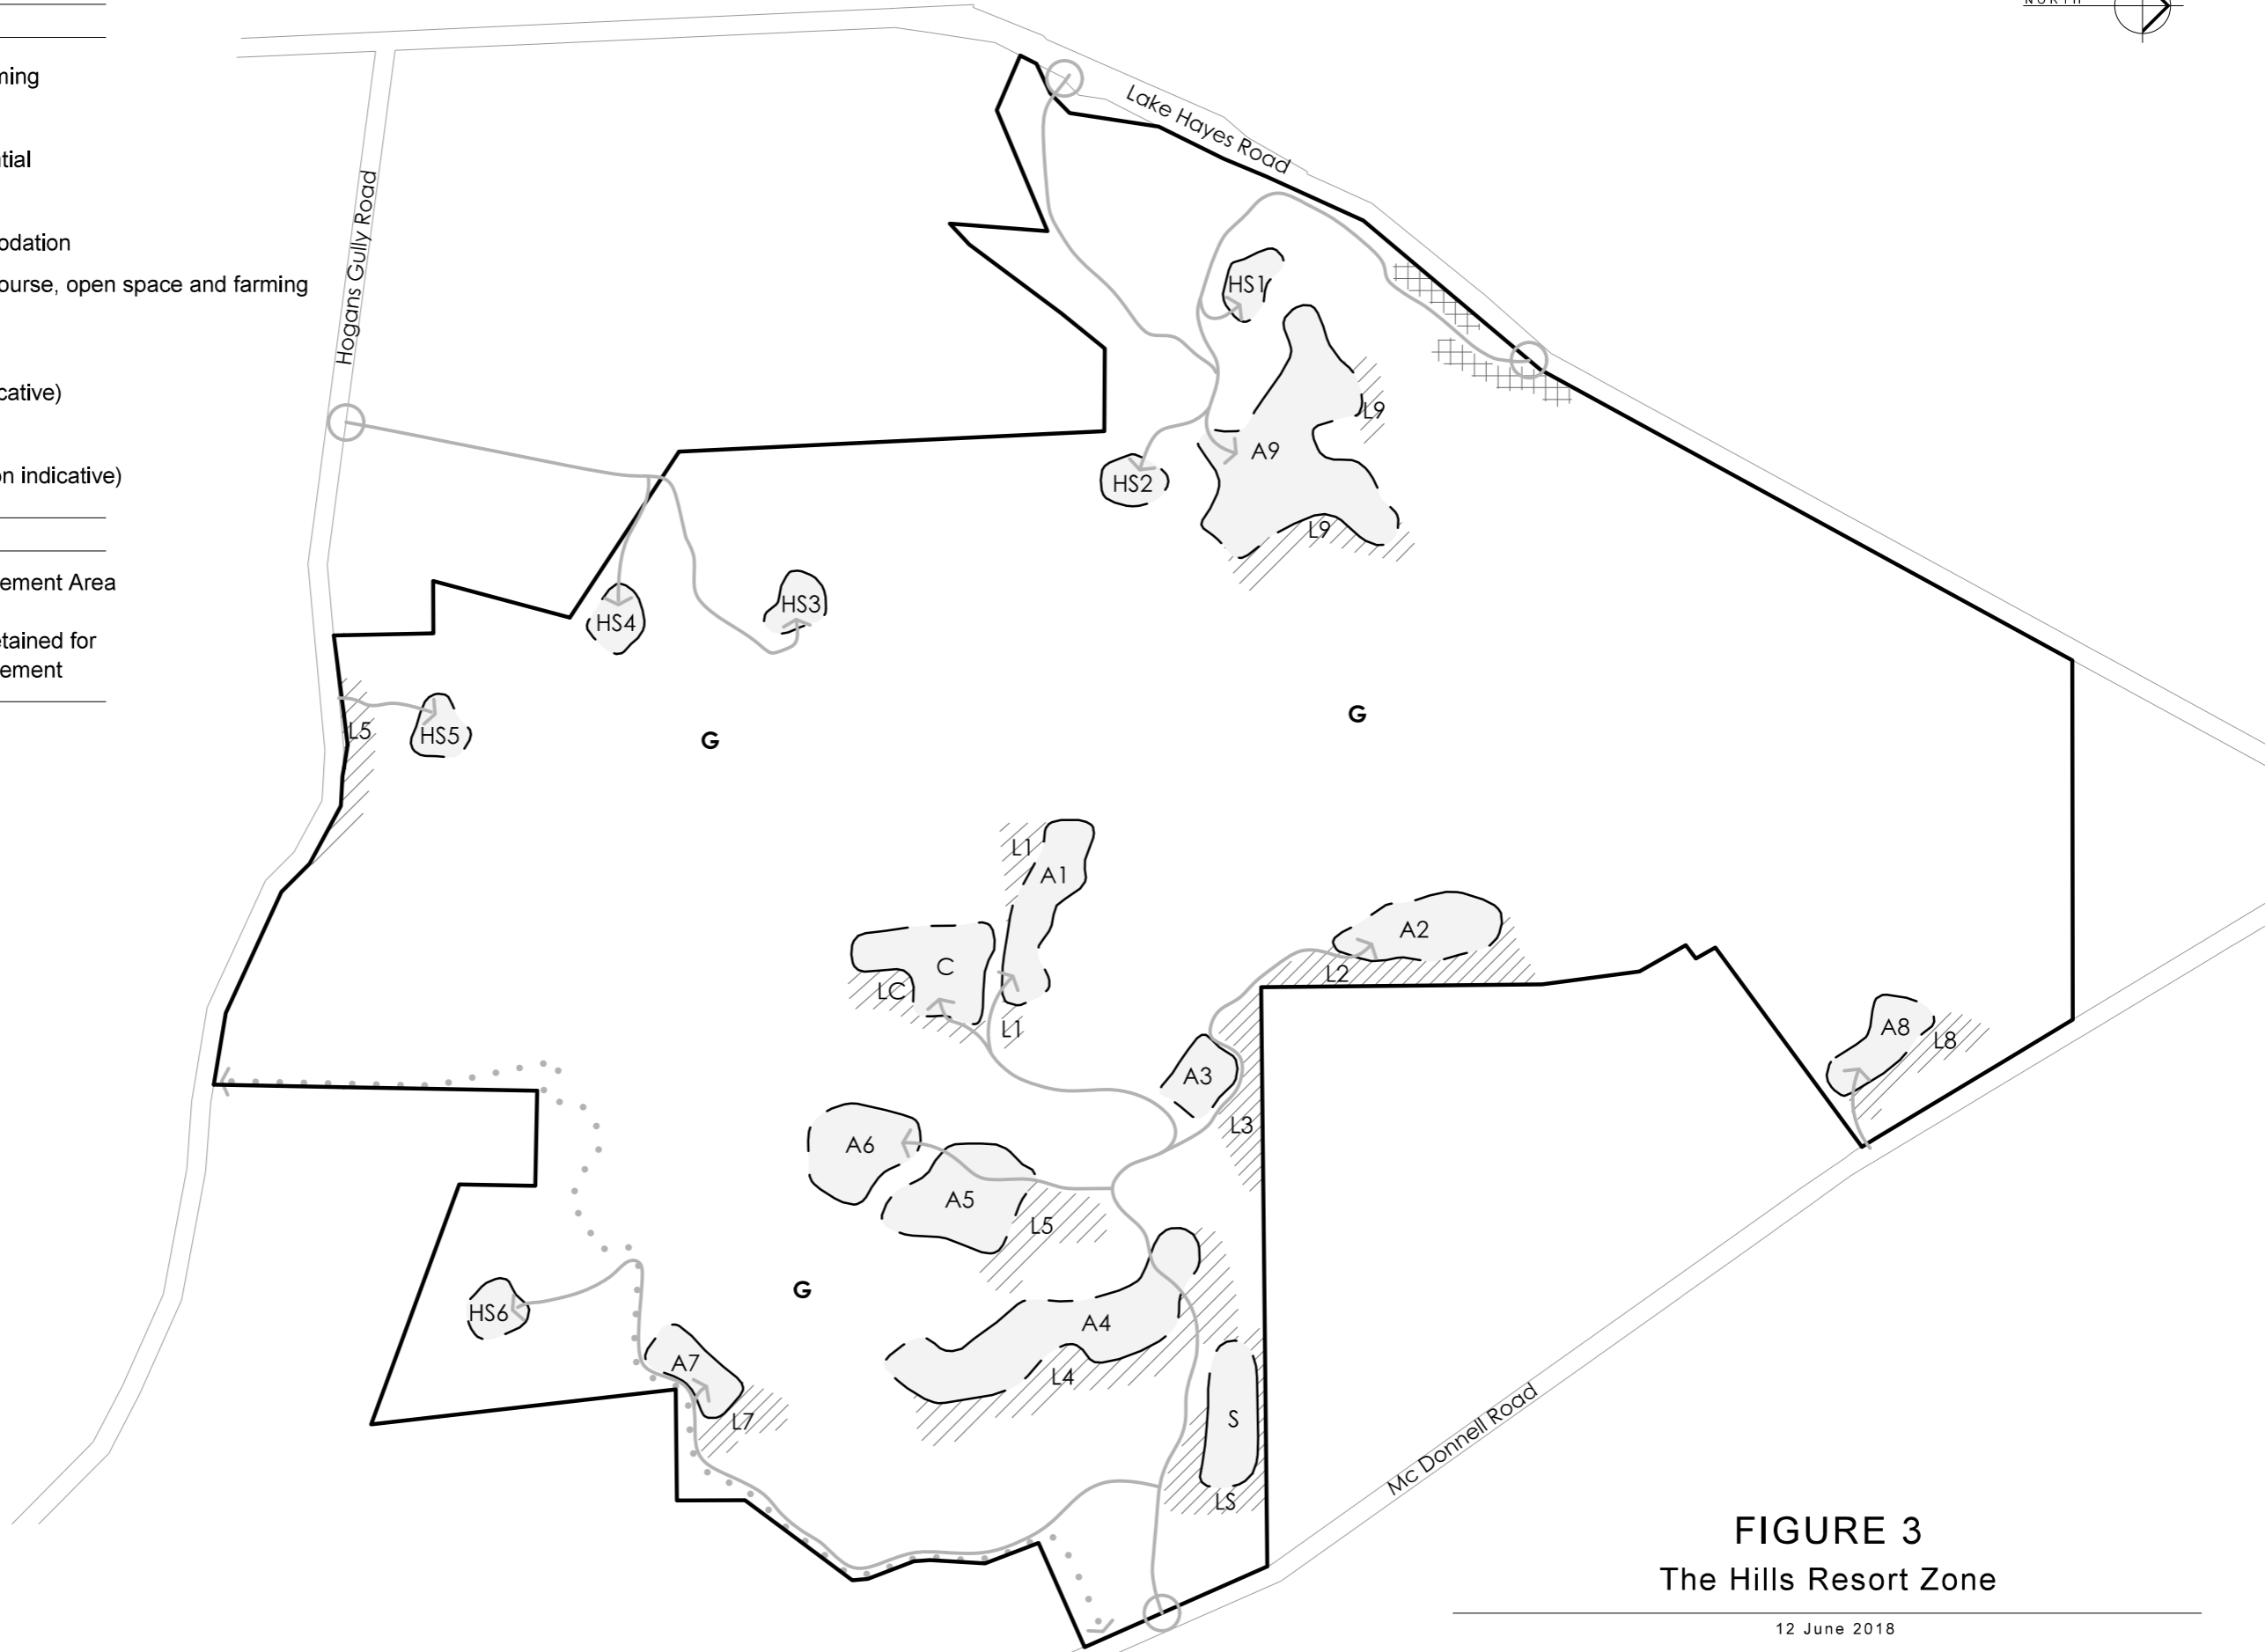 NORTH
ming
ntial
odation
ourse, open space and farming
cative)
on indicative)
ement Area
etained for
ement
Lake Hayes Road
Hogans Gully Road
HS1
L9
A9
HS2
L9
HS3
HS4
L5
HS5
G
G
L1
A1
A2
C
L2
LC
L1
A8
L8
A3
L3
A6
A5
L5
G
HS6
A4
A7
L4
L7
S
LS
Mc Donnell Road
FIGURE 3
The Hills Resort Zone
12 June 2018